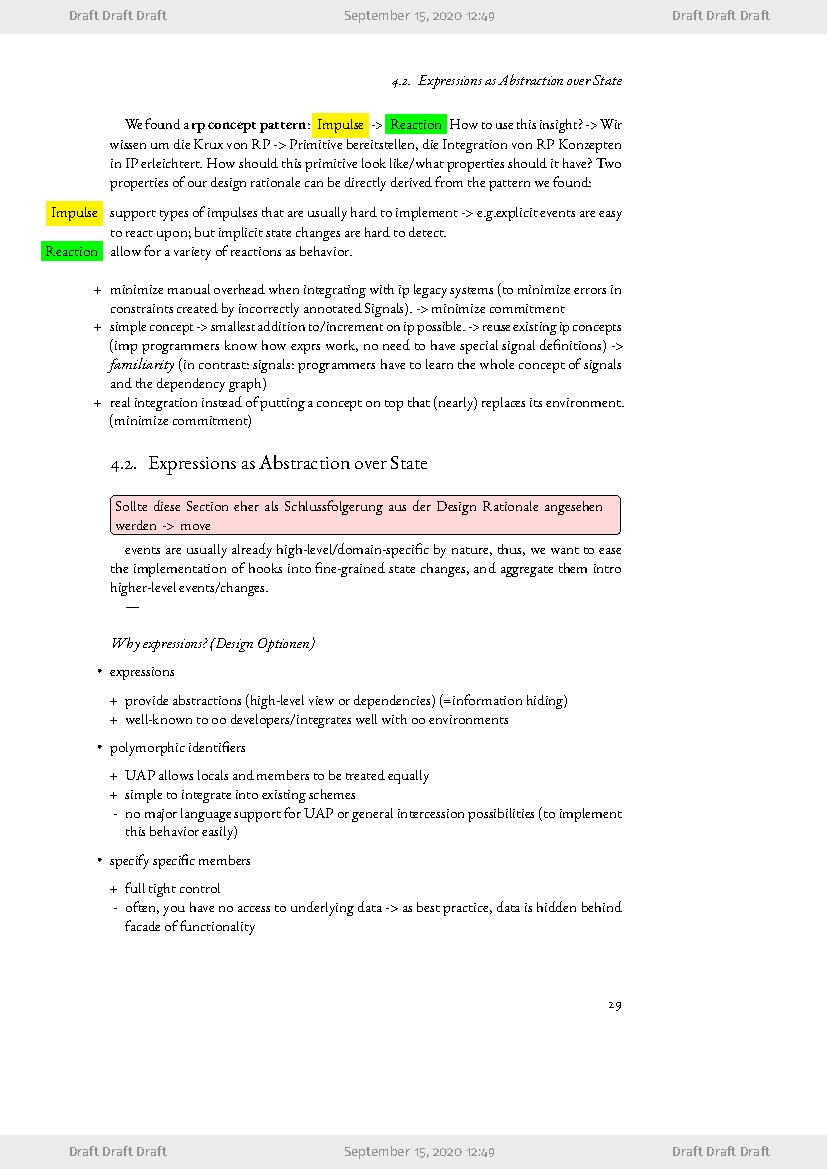 Draft Draft Draft September 15, 2020 12:49 Draft Draft Draft
4.2. Expressions as Abstraction over State
We found a rp concept pattern: Impulse -> Reaction How to use this insight? -> Wir
wissen um die Krux von RP -> Primitive bereitstellen, die Integration von RP Konzepten
in IP erleichtert. How should this primitive look like/what properties should it have? Two
properties of our design rationale can be directly derived from the pattern we found:
Impulse support types of impulses that are usually hard to implement -> e.g.explicit events are easy
to react upon; but implicit state changes are hard to detect.
Reaction allow for a variety of reactions as behavior.
+ minimize manual overhead when integrating with ip legacy systems (to minimize errors in
constraints created by incorrectly annotated Signals). -> minimize commitment
+ simple concept -> smallest addition to/increment on ip possible. -> reuse existing ip concepts
(imp programmers know how exprs work, no need to have special signal definitions) ->
familiarity (in contrast: signals: programmers have to learn the whole concept of signals
and the dependency graph)
+ real integration instead of putting a concept on top that (nearly) replaces its environment.
(minimize commitment)
4.2. Expressions as Abstraction over State
Sollte diese Section eher als Schlussfolgerung aus der Design Rationale angesehen
werden -> move
events are usually already high-level/domain-specific by nature, thus, we want to ease
the implementation of hooks into fine-grained state changes, and aggregate them intro
higher-level events/changes.
—
Why expressions? (Design Optionen)
• expressions
+ provide abstractions (high-level view or dependencies) (=information hiding)
+ well-known to oo developers/integrates well with oo environments
• polymorphic identifiers
+ UAP allows locals and members to be treated equally
+ simple to integrate into existing schemes
- no major language support for UAP or general intercession possibilities (to implement
this behavior easily)
• specify specific members
+ full tight control
- often, you have no access to underlying data -> as best practice, data is hidden behind
facade of functionality
29
Draft Draft Draft September 15, 2020 12:49 Draft Draft Draft